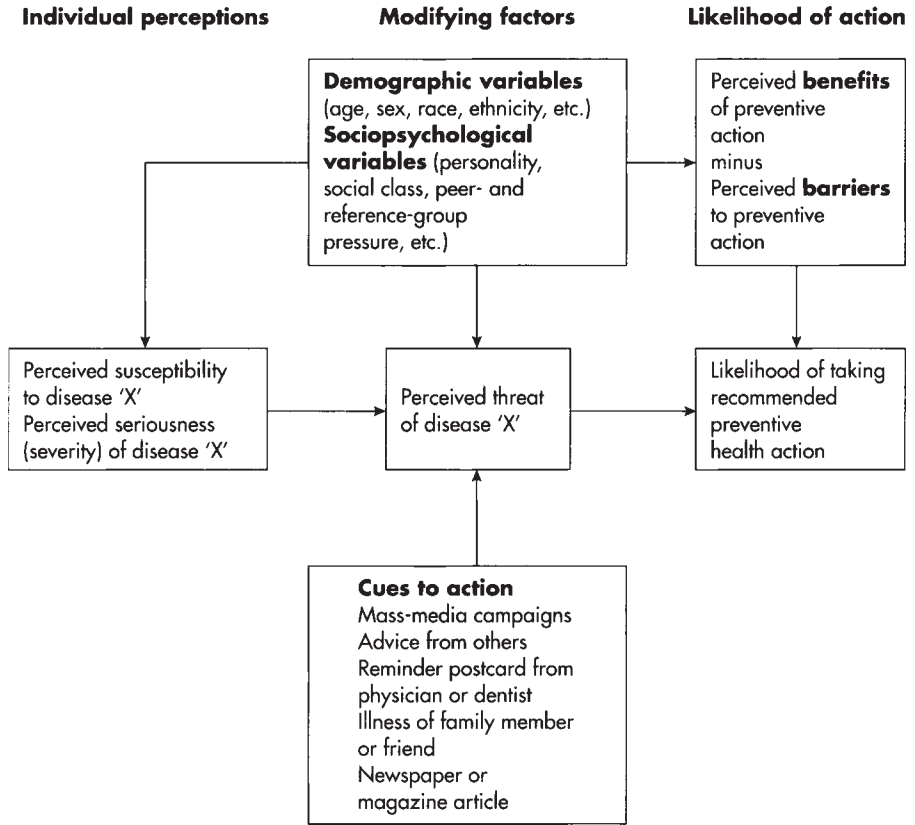 Individual perceptions
Modifying factors
Likelihood of action
Demographic variables
(age, sex, race, ethnicity, etc.)
Sociopsychological
variables (personality,
social class, peer- and
reference-group
pressure, etc.)
Perceived benefits
of preventive
action
minus
Perceived barriers
to preventive
action
Perceived susceptibility
to disease 'X'
Perceived seriousness
(severity) of disease 'X'
Perceived threat
of disease 'X'
Likelihood of taking
recommended
preventive
health action
Cues to action
Mass-media campaigns
Advice from others
Reminder postcard from
physician or dentist
Illness of family member
or friend
Newspaper or
magazine article